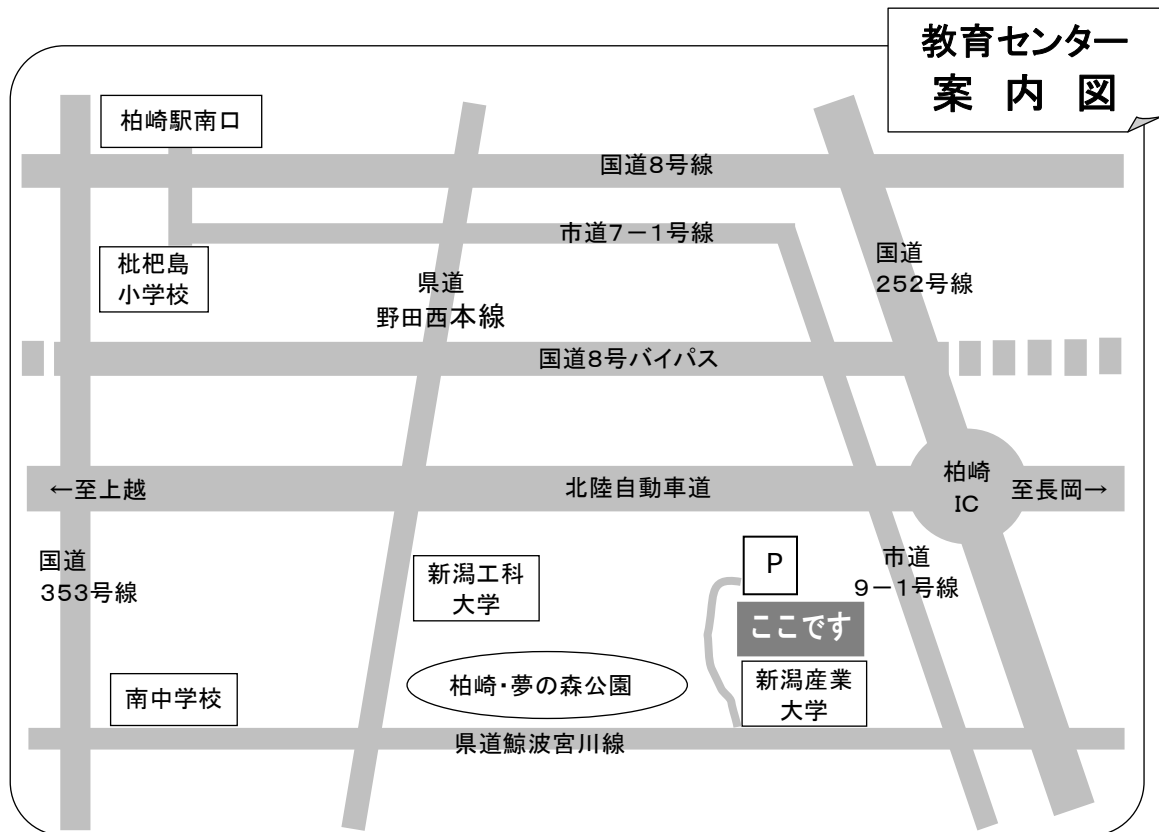 教育センター
案 内 図
柏崎駅南口
国道8号線
市道7－1号線
枇杷島
小学校
県道
野田西本線
国道
252号線
国道8号バイパス
←至上越
北陸自動車道
柏崎
IC
至長岡→
国道
353号線
新潟工科
大学
P
市道
9－1号線
ここです
柏崎・夢の森公園
新潟産業
大学
南中学校
県道鯨波宮川線